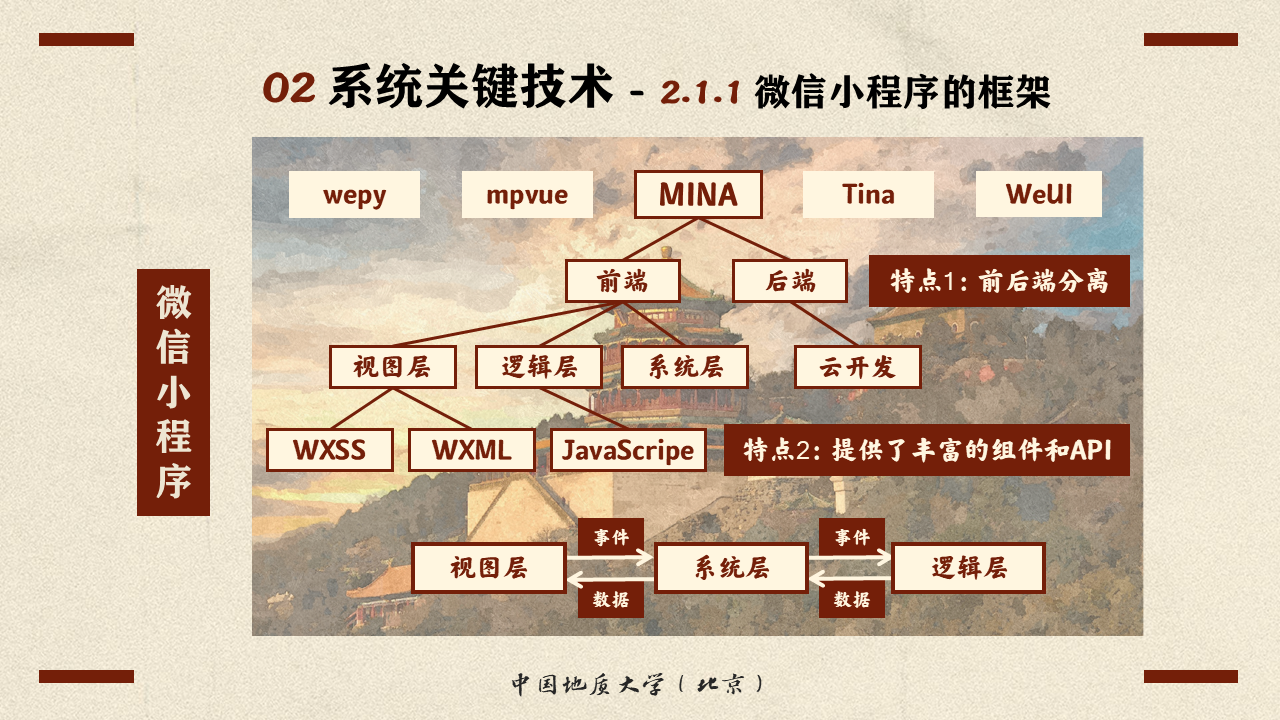 02 系统关键技术 - 2.1.1 微信小程序的框架
wepy
mpvue
MINA
Tina
WeUI
前端
后端
特点1: 前后端分离
视图层
逻辑层
系统层
云开发
WXSS
WXML
JavaScripe
特点2: 提供了丰富的组件和API
微信小程序
事件
事件
视图层
系统层
逻辑层
数据
数据
中国地质大学（北京）